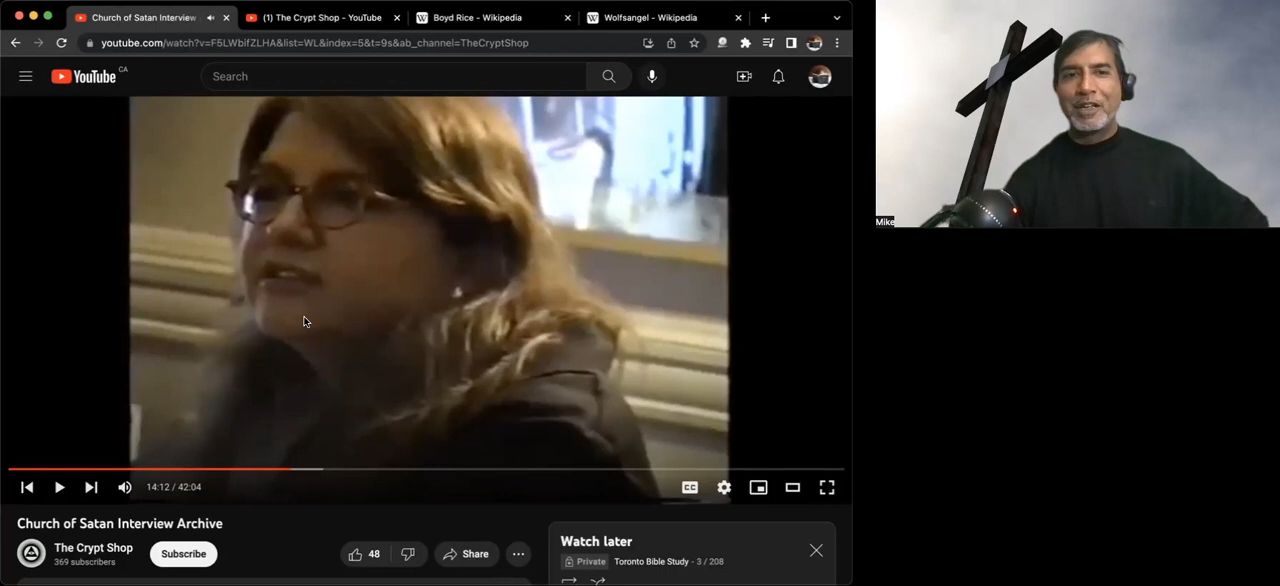 Church of Satan Interview
(1) The Crypt Shop - YouTube
Boyd Rice - Wikipedia
Wolfsangel - Wikipedia
youtube.com/watch?v=F5LWbifZLHA&list=WL&index=5&t=9s&ab_channel=TheCryptShop
YouTube CA
Search
Mike
14:12 / 42:04
CC
Church of Satan Interview Archive
The Crypt Shop
369 subscribers
Subscribe
48
Share
Watch later
Private
Toronto Bible Study - 3 / 208